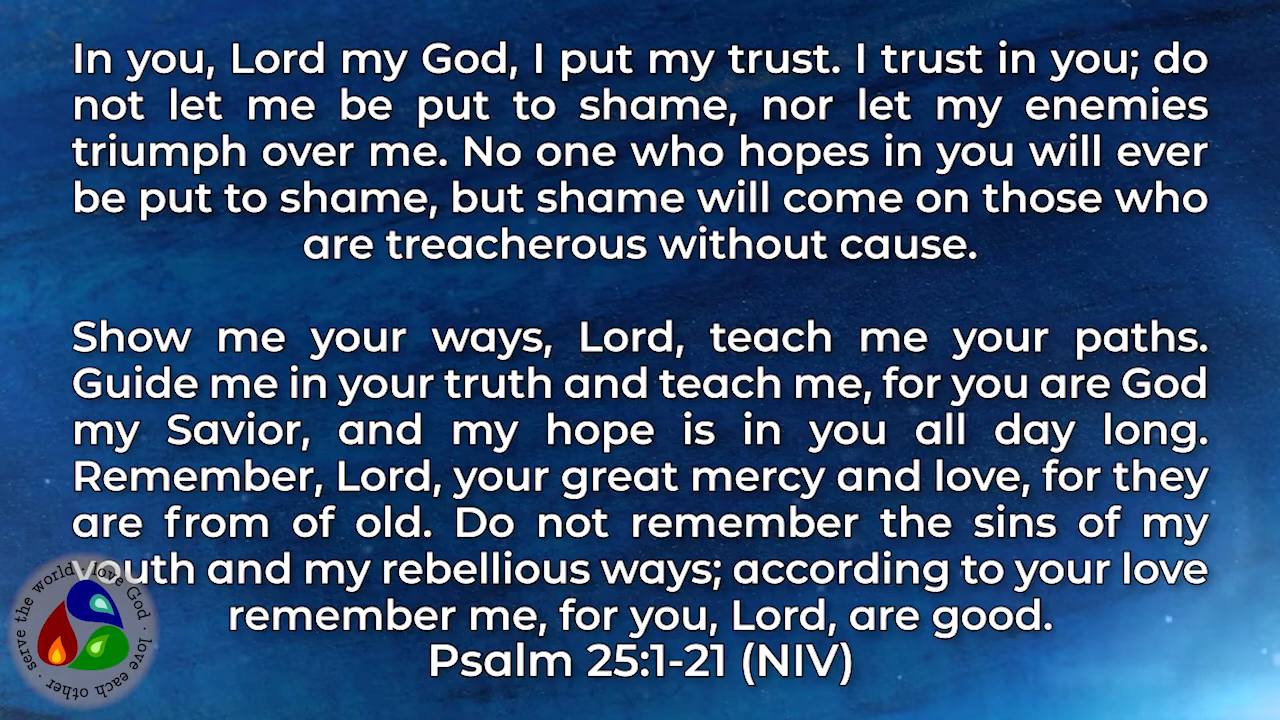 In you, Lord my God, I put my trust. I trust in you; do
not let me be put to shame, nor let my enemies
triumph over me. No one who hopes in you will ever
be put to shame, but shame will come on those who
are treacherous without cause.
Show me your ways, Lord, teach me your paths.
Guide me in your truth and teach me, for you are God
my Savior, and my hope is in you all day long.
Remember, Lord, your great mercy and love, for they
are from of old. Do not remember the sins of my
youth and my rebellious ways; according to your love
remember me, for you, Lord, are good.
Psalm 25:1-21 (NIV)
love God · love each other · serve the world ·